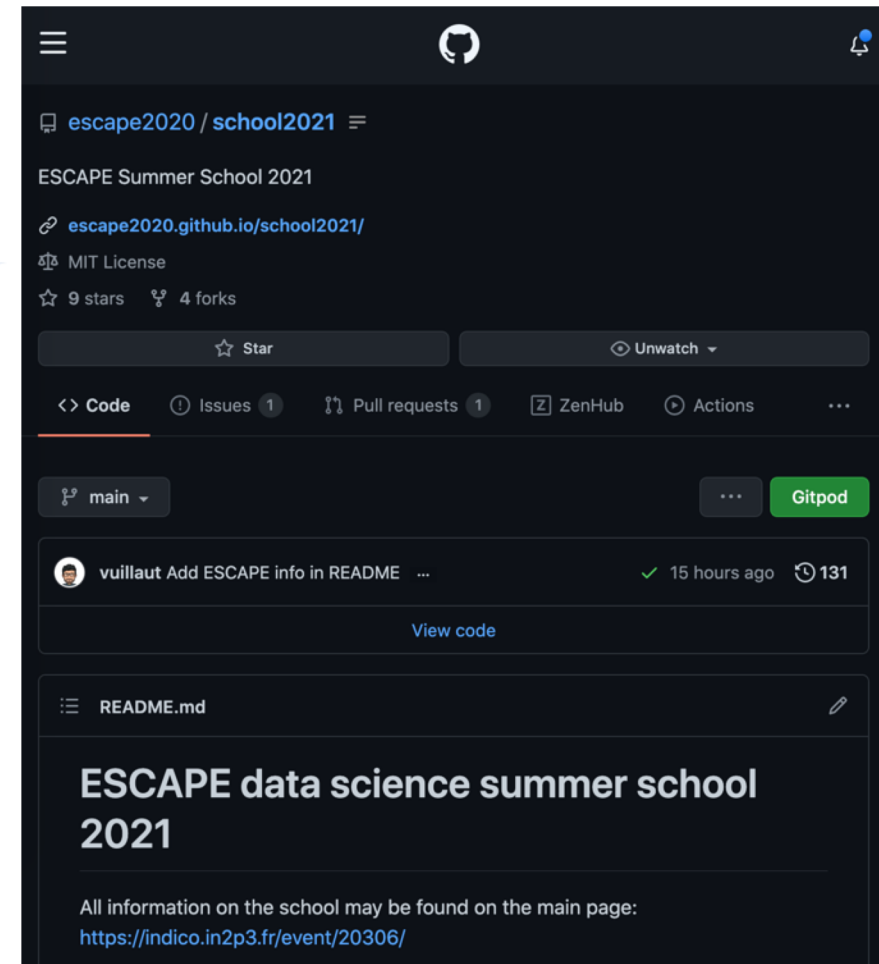 escape2020 / school2021
ESCAPE Summer School 2021
escape2020.github.io/school2021/
MIT License
9 stars 4 forks
Star Unwatch
<> Code Issues 1 Pull requests 1 ZenHub Actions ...
main ... Gitpod
vuillaut Add ESCAPE info in README ... 15 hours ago 131
View code
README.md
ESCAPE data science summer school
2021
All information on the school may be found on the main page:
https://indico.in2p3.fr/event/20306/